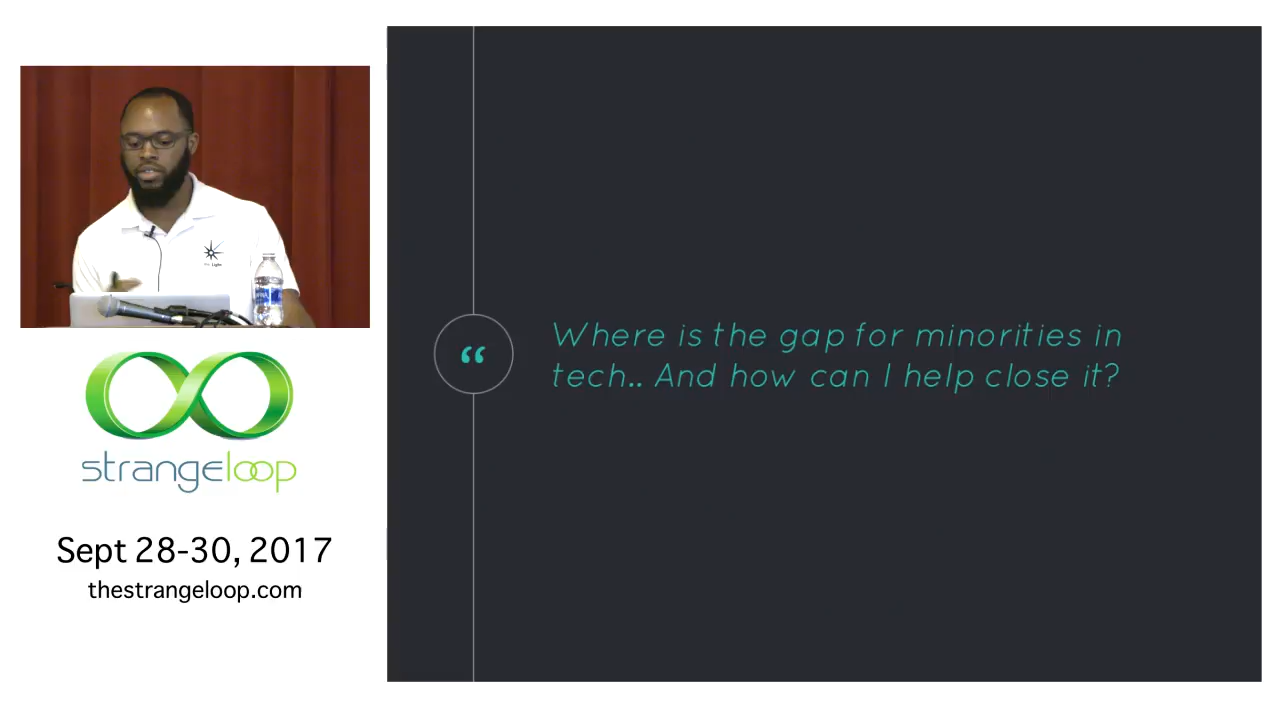 strangeloop
Sept 28-30, 2017
thestrangeloop.com
“
Where is the gap for minorities in
tech.. And how can I help close it?